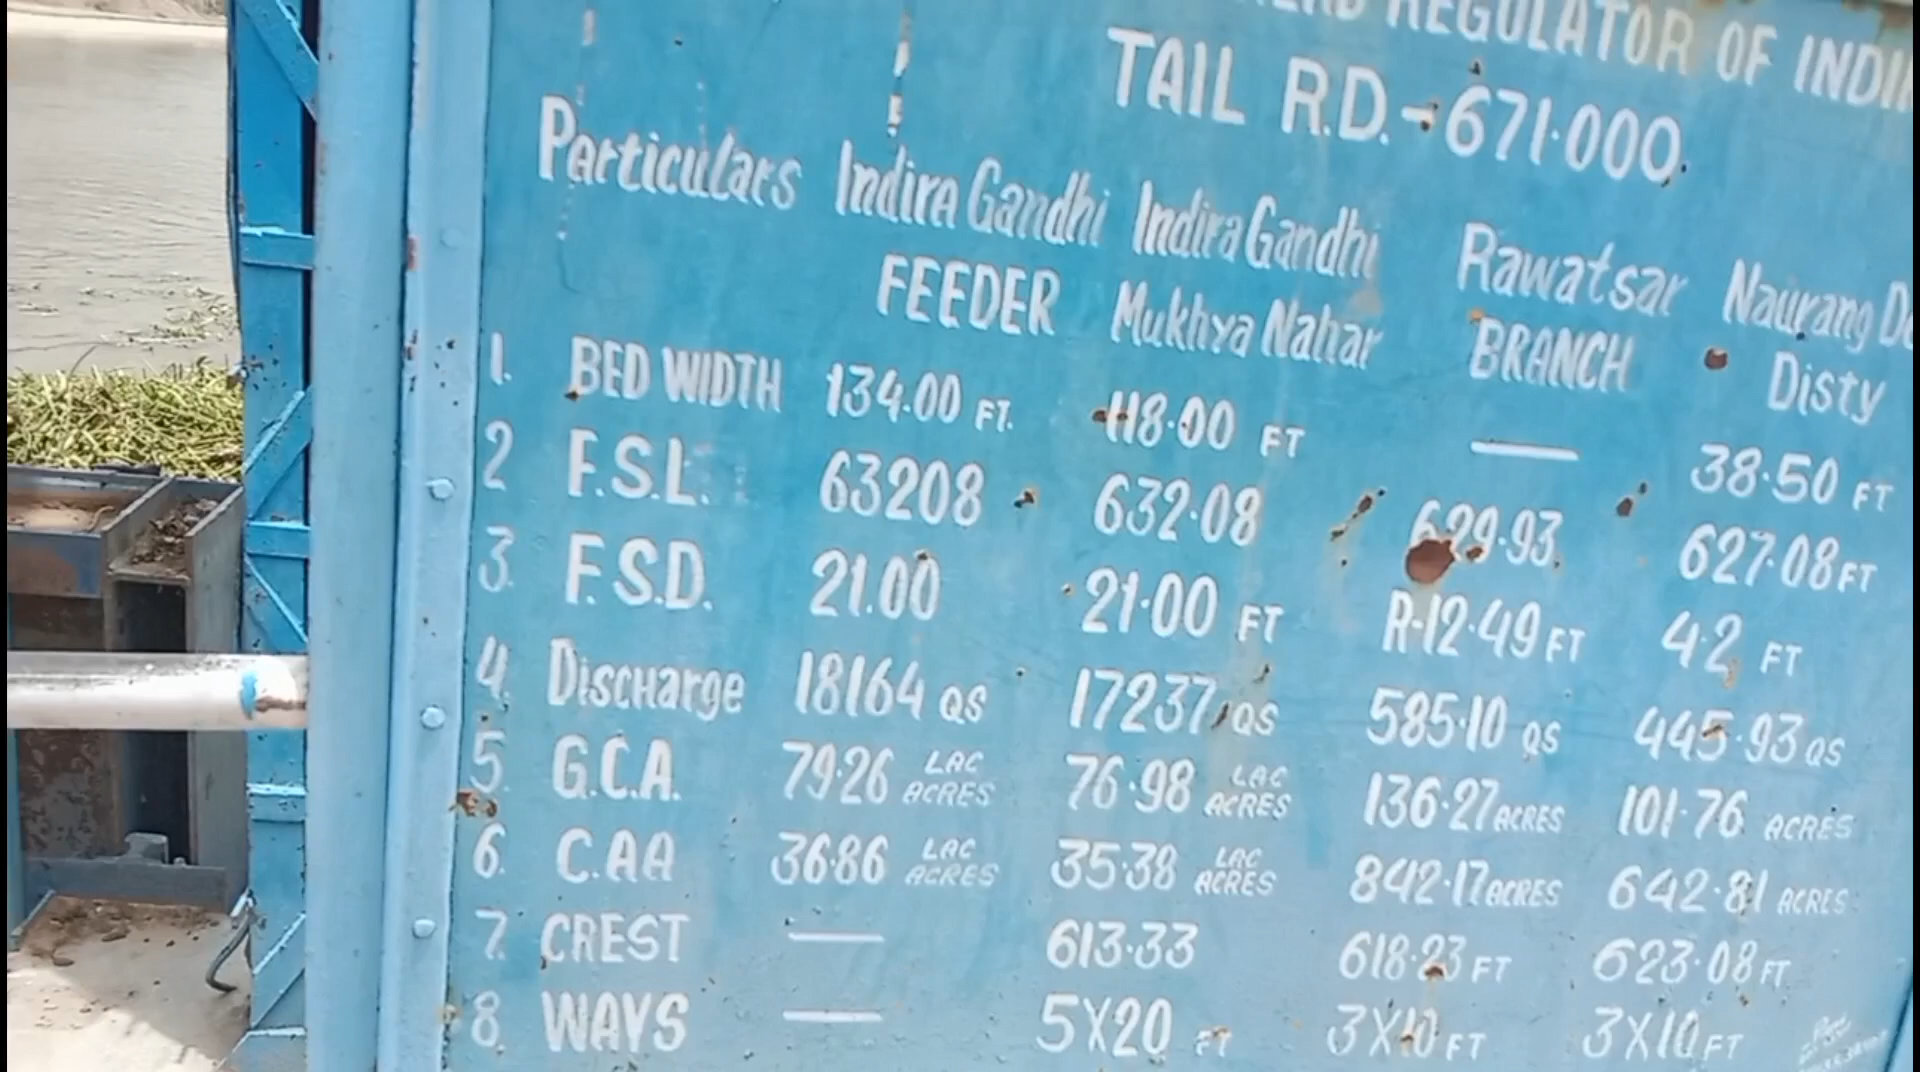 REGULATOR OF INDI
TAIL R.D.-671.000
Particulars Indira Gandhi FEEDER Indira Gandhi Mukhya Nahar Rawatsar BRANCH Naurang D Disty
1. BED WIDTH 134.00 FT. 118.00 FT — 38.50 FT
2 F.S.L. 63208 632.08 629.93 627.08 FT
3. F.S.D. 21.00 21.00 FT R-12.49 FT 4.2 FT
4. Discharge 18164 QS 17237 QS 585.10 QS 445.93 QS
5. G.C.A. 79.26 LAC ACRES 76.98 LAC ACRES 136.27 ACRES 101.76 ACRES
6. C.A A 36.86 LAC ACRES 35.38 LAC ACRES 842.17 ACRES 642.81 ACRES
7. CREST — 613.33 618.23 FT 623.08 FT
8. WAYS — 5X20 FT 3X10 FT 3X10 FT